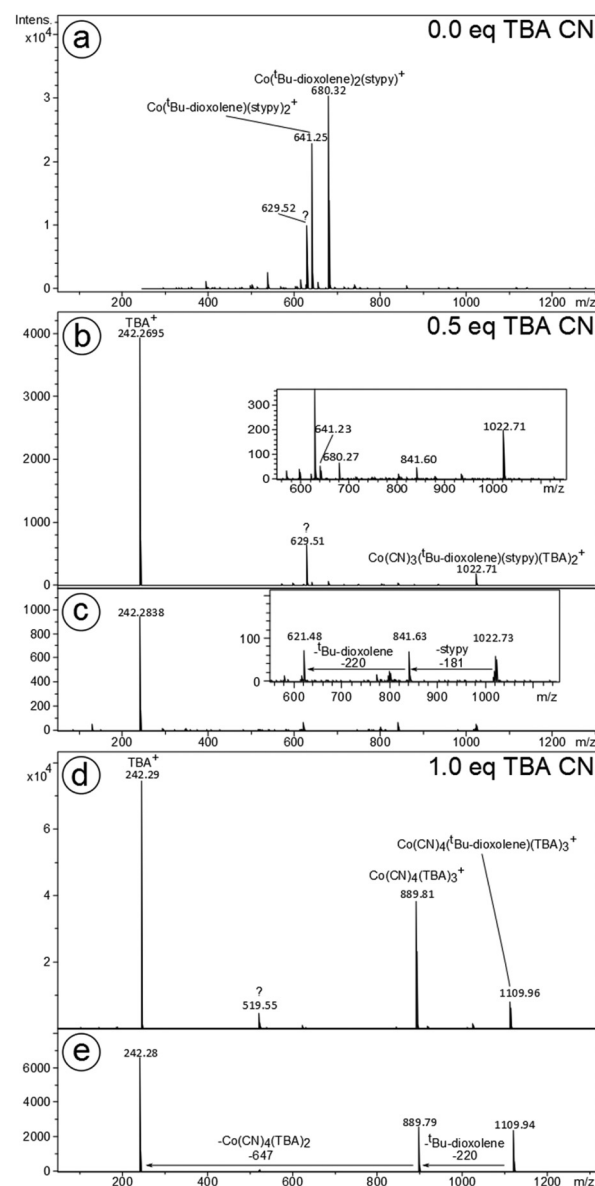 Intens.
x10⁴
a
0.0 eq TBA CN
Co(ᵗBu-dioxolene)₂(stypy)⁺
680.32
Co(ᵗBu-dioxolene)(stypy)₂⁺
641.25
629.52
?
3
2
1
0
200 400 600 800 1000 1200 m/z
b
0.5 eq TBA CN
TBA⁺
242.2695
4000
3000
2000
1000
0
300
200
100
0
641.23
680.27
841.60
1022.71
600 700 800 900 1000 m/z
?
629.51
Co(CN)₃(ᵗBu-dioxolene)(stypy)(TBA)₂⁺
1022.71
c
242.2838
1000
800
600
400
200
0
100
0
621.48
-ᵗBu-dioxolene
-220
841.63
-stypy
-181
1022.73
600 700 800 900 1000 m/z
200 400 600 800 1000 1200 m/z
x10⁴
d
1.0 eq TBA CN
TBA⁺
242.29
6
4
2
Co(CN)₄(ᵗBu-dioxolene)(TBA)₃⁺
Co(CN)₄(TBA)₃⁺
889.81
?
519.55
1109.96
e
242.28
6000
4000
2000
0
-Co(CN)₄(TBA)₂
-647
889.79
-ᵗBu-dioxolene
-220
1109.94
200 400 600 800 1000 1200 m/z